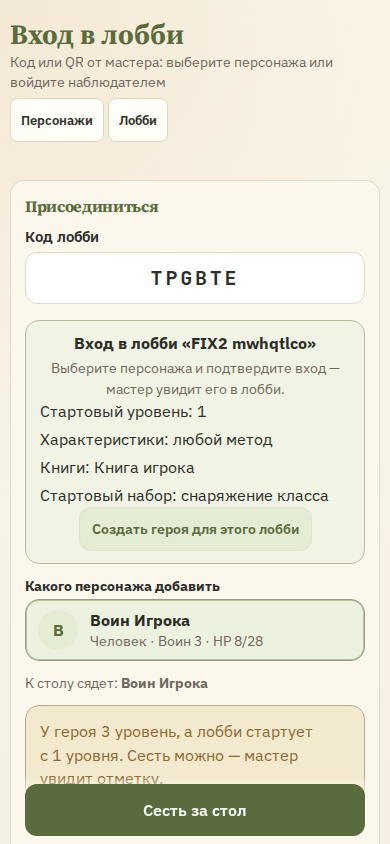 Вход в лобби
Код или QR от мастера: выберите персонажа или
войдите наблюдателем
Персонажи Лобби
Присоединиться
Код лобби
TPGBTE
Вход в лобби «FIX2 mwhqtlco»
Выберите персонажа и подтвердите вход —
мастер увидит его в лобби.
Стартовый уровень: 1
Характеристики: любой метод
Книги: Книга игрока
Стартовый набор: снаряжение класса
Создать героя для этого лобби
Какого персонажа добавить
В
Воин Игрока
Человек · Воин 3 · HP 8/28
К столу сядет: Воин Игрока
У героя 3 уровень, а лобби стартует
с 1 уровня. Сесть можно — мастер
увидит отметку.
Сесть за стол